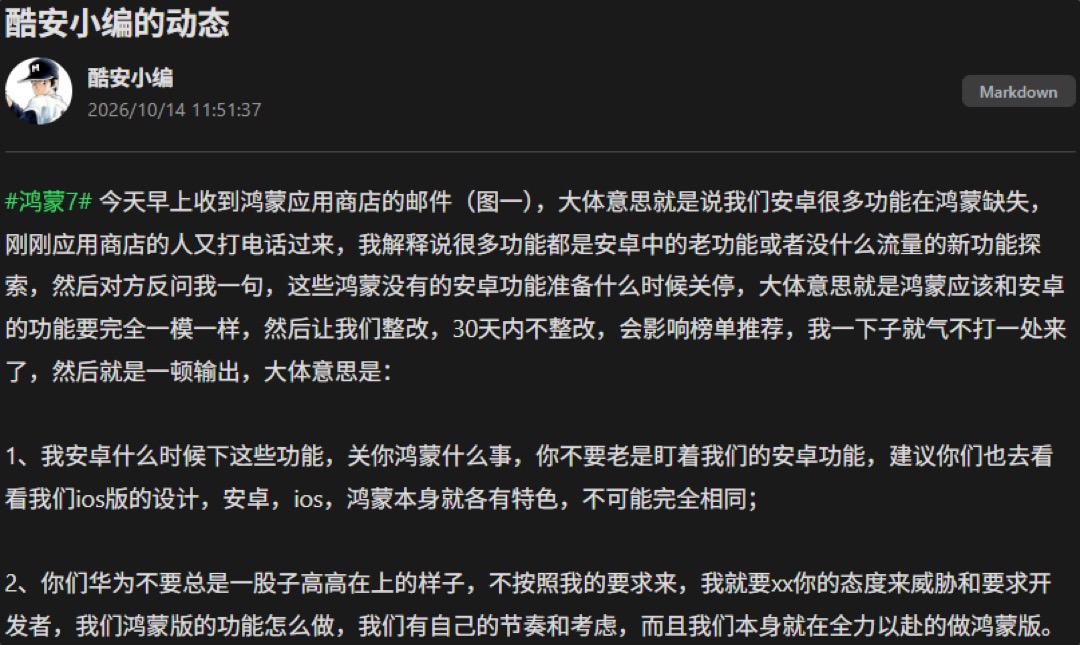 酷安小编的动态
酷安小编
2026/10/14 11:51:37
Markdown
#鸿蒙7# 今天早上收到鸿蒙应用商店的邮件（图一），大体意思就是说我们安卓很多功能在鸿蒙缺失，
刚刚应用商店的人又打电话过来，我解释说很多功能都是安卓中的老功能或者没什么流量的新功能探
索，然后对方反问我一句，这些鸿蒙没有的安卓功能准备什么时候关停，大体意思就是鸿蒙应该和安卓
的功能要完全一模一样，然后让我们整改，30天内不整改，会影响榜单推荐，我一下子就气不打一处来
了，然后就是一顿输出，大体意思是：
1、我安卓什么时候下这些功能，关你鸿蒙什么事，你不要老是盯着我们的安卓功能，建议你们也去看
看我们ios版的设计，安卓，ios，鸿蒙本身就各有特色，不可能完全相同；
2、你们华为不要总是一股子高高在上的样子，不按照我的要求来，我就要xx你的态度来威胁和要求开
发者，我们鸿蒙版的功能怎么做，我们有自己的节奏和考虑，而且我们本身就在全力以赴的做鸿蒙版。